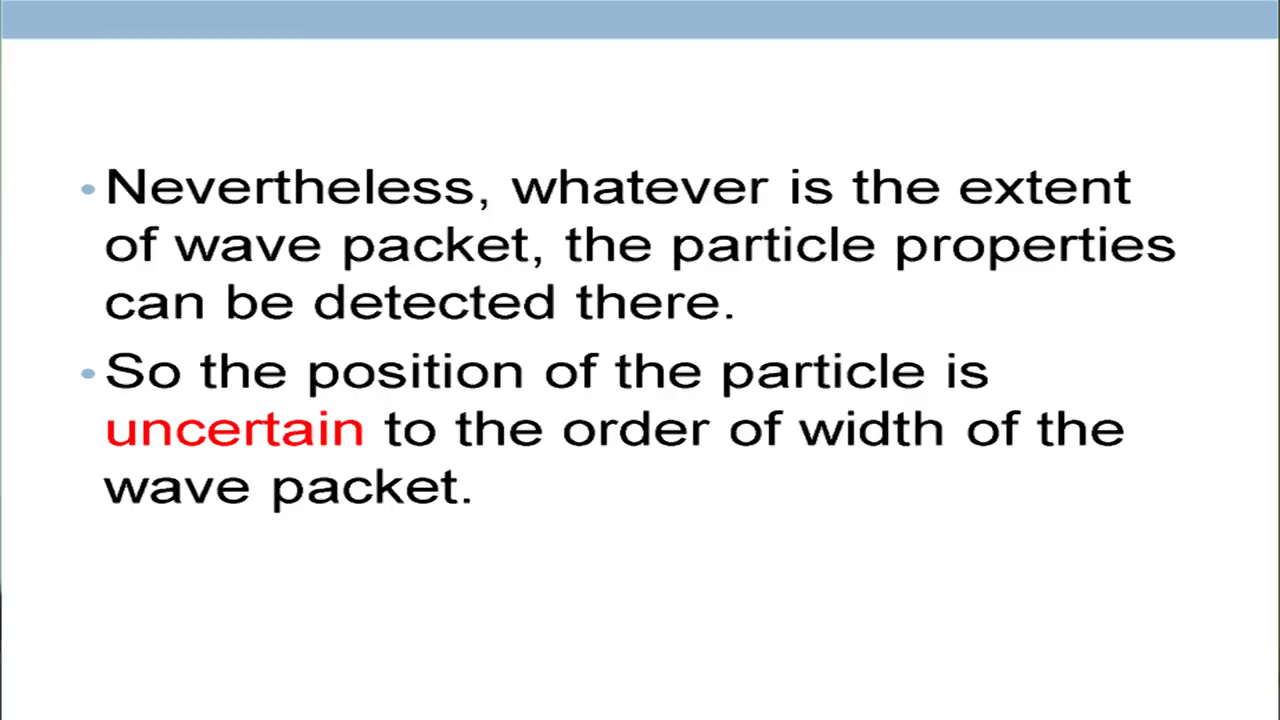 • Nevertheless, whatever is the extent
of wave packet, the particle properties
can be detected there.
• So the position of the particle is
uncertain to the order of width of the
wave packet.